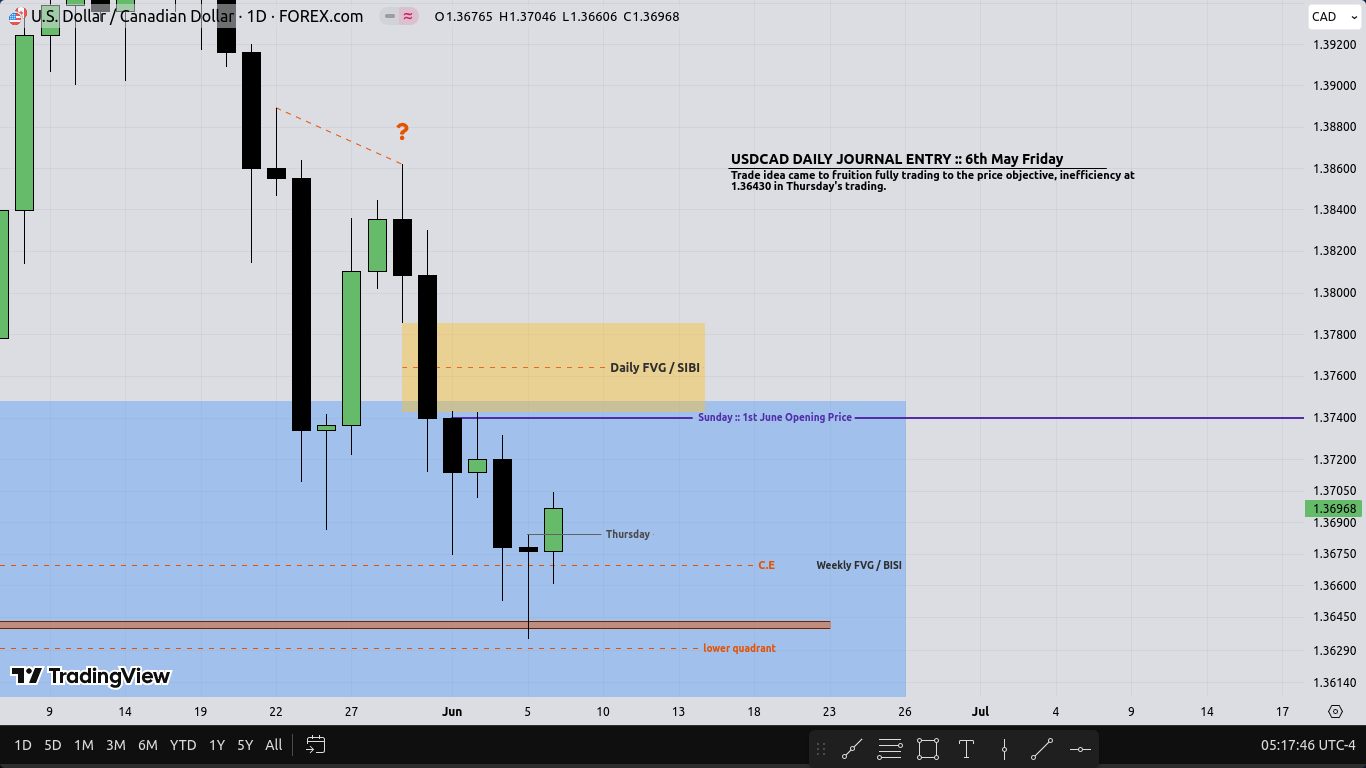 U.S. Dollar / Canadian Dollar · 1D · FOREX.com O1.36765 H1.37046 L1.36606 C1.36968
CAD
1.39200
1.39000
1.38800
?
USDCAD DAILY JOURNAL ENTRY :: 6th May Friday
Trade idea came to fruition fully trading to the price objective, inefficiency at
1.36430 in Thursday's trading.
1.38600
1.38400
1.38200
1.38000
1.37800
Daily FVG / SIBI
1.37600
Sunday :: 1st June Opening Price
1.37400
1.37200
1.37050
1.36968
1.36900
Thursday
1.36750
C.E
Weekly FVG / BISI
1.36600
1.36450
lower quadrant
1.36290
TradingView
1.36140
9 14 19 22 27 Jun 5 10 13 18 23 26 Jul 4 9 14 17
1D 5D 1M 3M 6M YTD 1Y 5Y All
05:17:46 UTC-4